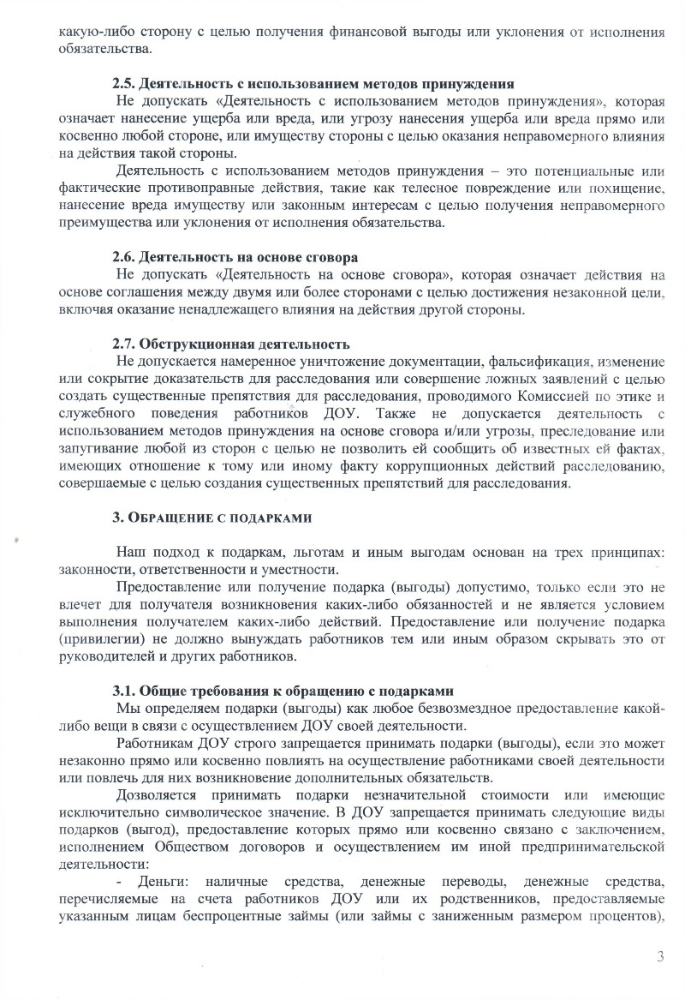 какую-либо сторону с целью получения финансовой выгоды или уклонения от исполнения
обязательства.
2.5. Деятельность с использованием методов принуждения
Не допускать «Деятельность с использованием методов принуждения», которая
означает нанесение ущерба или вреда, или угрозу нанесения ущерба или вреда прямо или
косвенно любой стороне, или имуществу стороны с целью оказания неправомерного влияния
на действия такой стороны.
Деятельность с использованием методов принуждения – это потенциальные или
фактические противоправные действия, такие как телесное повреждение или похищение,
нанесение вреда имуществу или законным интересам с целью получения неправомерного
преимущества или уклонения от исполнения обязательства.
2.6. Деятельность на основе сговора
Не допускать «Деятельность на основе сговора», которая означает действия на
основе соглашения между двумя или более сторонами с целью достижения незаконной цели,
включая оказание ненадлежащего влияния на действия другой стороны.
2.7. Обструкционная деятельность
Не допускается намеренное уничтожение документации, фальсификация, изменение
или сокрытие доказательств для расследования или совершение ложных заявлений с целью
создать существенные препятствия для расследования, проводимого Комиссией по этике и
служебного поведения работников ДОУ. Также не допускается деятельность с
использованием методов принуждения на основе сговора и/или угрозы, преследование или
запугивание любой из сторон с целью не позволить ей сообщить об известных ей фактах,
имеющих отношение к тому или иному факту коррупционных действий расследованию,
совершаемые с целью создания существенных препятствий для расследования.
3. Обращение с подарками
Наш подход к подаркам, льготам и иным выгодам основан на трех принципах:
законности, ответственности и уместности.
Предоставление или получение подарка (выгоды) допустимо, только если это не
влечет для получателя возникновения каких-либо обязанностей и не является условием
выполнения получателем каких-либо действий. Предоставление или получение подарка
(привилегии) не должно вынуждать работников тем или иным образом скрывать это от
руководителей и других работников.
3.1. Общие требования к обращению с подарками
Мы определяем подарки (выгоды) как любое безвозмездное предоставление какой-
либо вещи в связи с осуществлением ДОУ своей деятельности.
Работникам ДОУ строго запрещается принимать подарки (выгоды), если это может
незаконно прямо или косвенно повлиять на осуществление работниками своей деятельности
или повлечь для них возникновение дополнительных обязательств.
Дозволяется принимать подарки незначительной стоимости или имеющие
исключительно символическое значение. В ДОУ запрещается принимать следующие виды
подарков (выгод), предоставление которых прямо или косвенно связано с заключением,
исполнением Обществом договоров и осуществлением им иной предпринимательской
деятельности:
- Деньги: наличные средства, денежные переводы, денежные средства,
перечисляемые на счета работников ДОУ или их родственников, предоставляемые
указанным лицам беспроцентные займы (или займы с заниженным размером процентов),
3